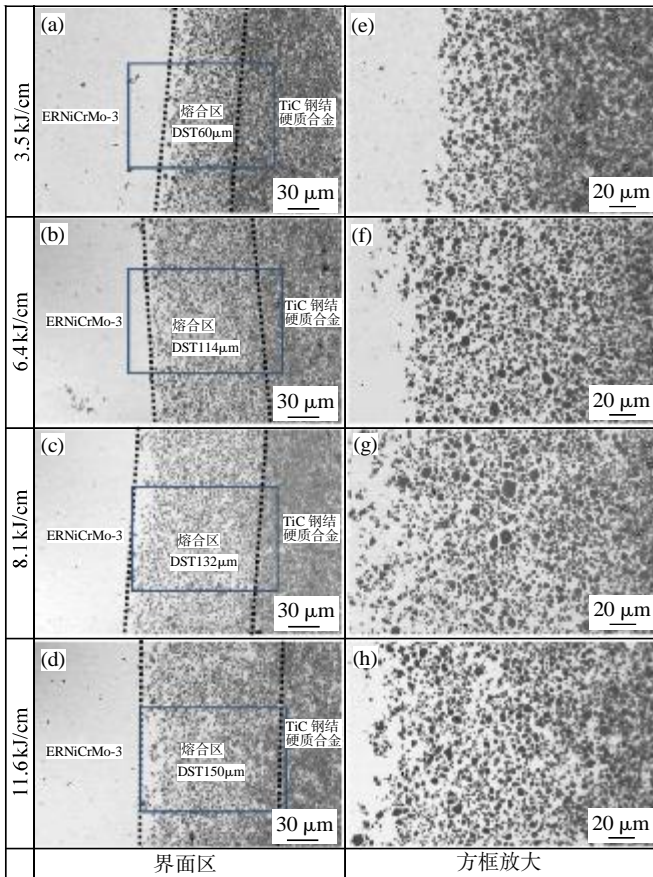 3.5 kJ/cm
(a)
ERNiCrMo-3
熔合区
DST60μm
TiC 钢结
硬质合金
30 μm
(e)
20 μm
6.4 kJ/cm
(b)
ERNiCrMo-3
熔合区
DST114μm
TiC 钢结
硬质合金
30 μm
(f)
20 μm
8.1 kJ/cm
(c)
ERNiCrMo-3
熔合区
DST132μm
TiC 钢结
硬质合金
30 μm
(g)
20 μm
11.6 kJ/cm
(d)
ERNiCrMo-3
熔合区
DST150μm
TiC 钢结
硬质合金
30 μm
(h)
20 μm
界面区
方框放大